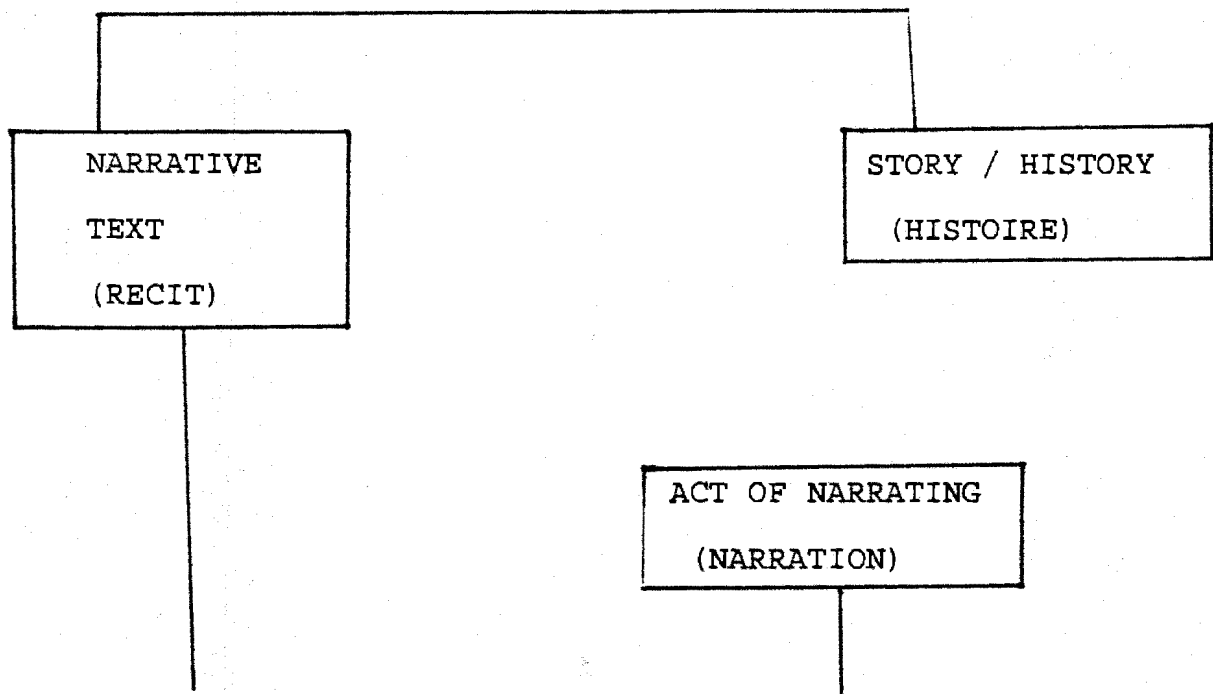 NARRATIVE
TEXT
(RECIT)
STORY / HISTORY
(HISTOIRE)
ACT OF NARRATING
(NARRATION)